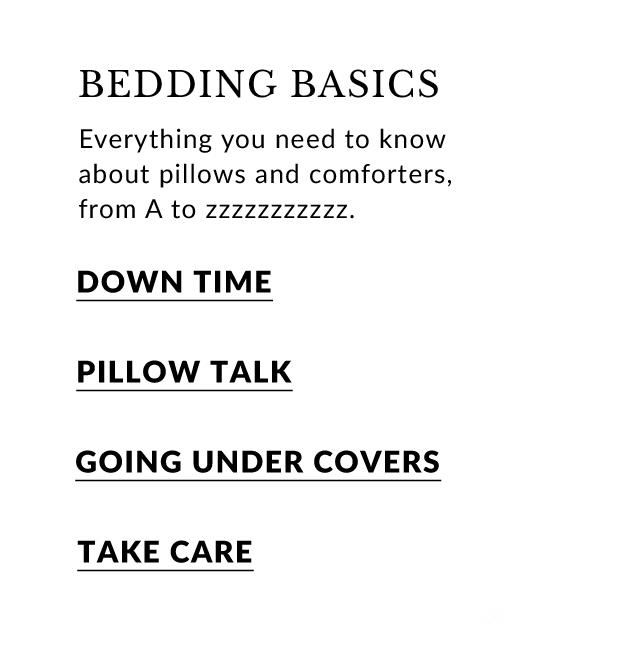 BEDDING BASICS
Everything you need to know
about pillows and comforters,
from A to zzzzzzzzzzz.
DOWN TIME
PILLOW TALK
GOING UNDER COVERS
TAKE CARE